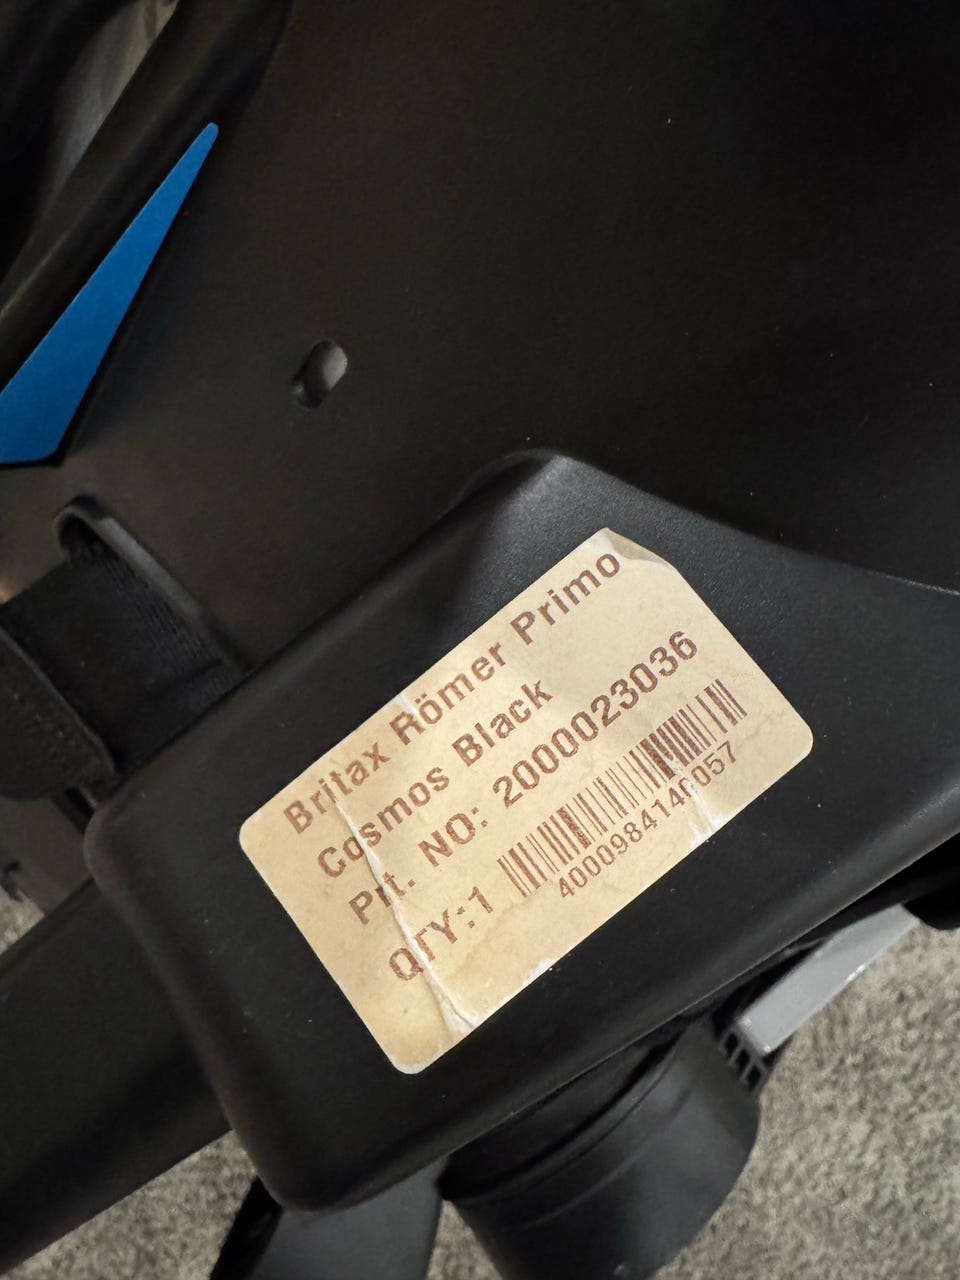 Britax Römer Primo
Cosmos Black
Prt. NO: 2000023036
QTY:1
4000984140057